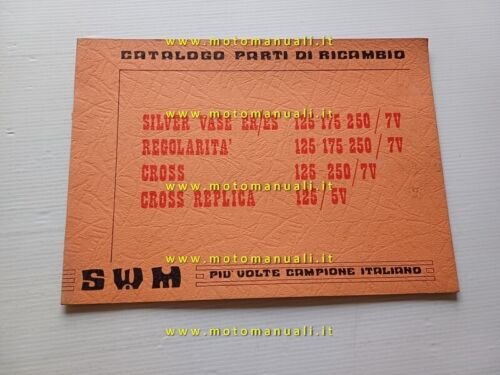 www.motomanuali.it
CATALOGO PARTI DI RICAMBIO
SILVER VASE ER/ES 125 175 250/7V
www.motomanuali.it
REGOLARITA' 125 175 250/7V
CROSS 125 250/7V
www.motomanuali.it
CROSS REPLICA 125/5V
www.motomanuali.it
SWM PIU' VOLTE CAMPIONE ITALIANO
www.motomanuali.it